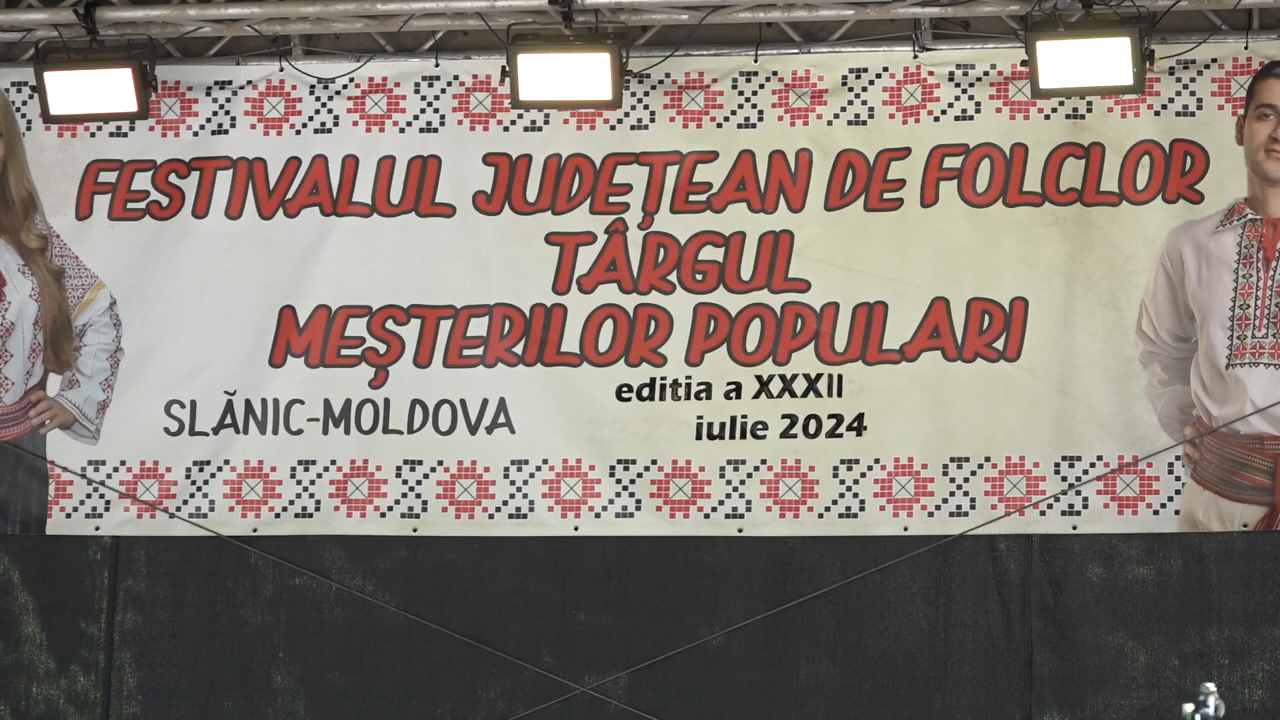 FESTIVALUL JUDEȚEAN DE FOLCLOR
TÂRGUL
MEȘTERILOR POPULARI
editia a XXXII
SLĂNIC-MOLDOVA
iulie 2024